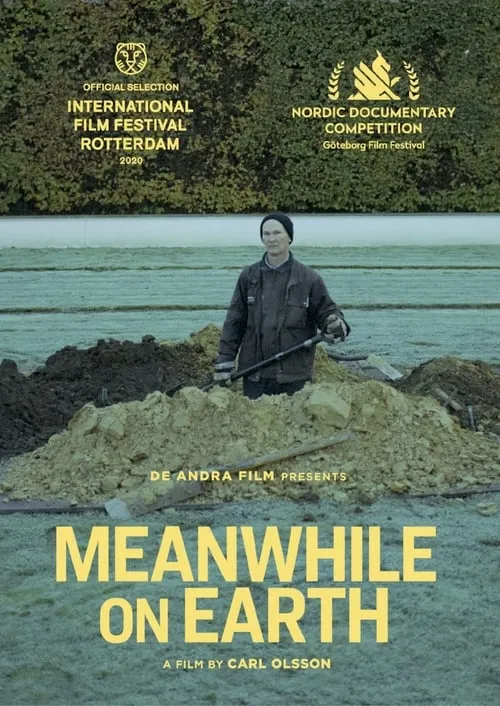 OFFICIAL SELECTION
INTERNATIONAL
FILM FESTIVAL
ROTTERDAM
2020
NORDIC DOCUMENTARY
COMPETITION
Göteborg Film Festival
DE ANDRA FILM PRESENTS
MEANWHILE
ON EARTH
A FILM BY CARL OLSSON